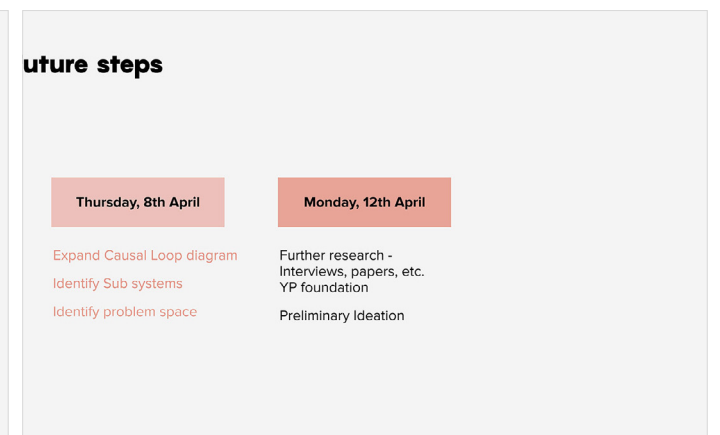 uture steps
Thursday, 8th April
Expand Causal Loop diagram
Identify Sub systems
Identify problem space
Monday, 12th April
Further research -
Interviews, papers, etc.
YP foundation
Preliminary Ideation